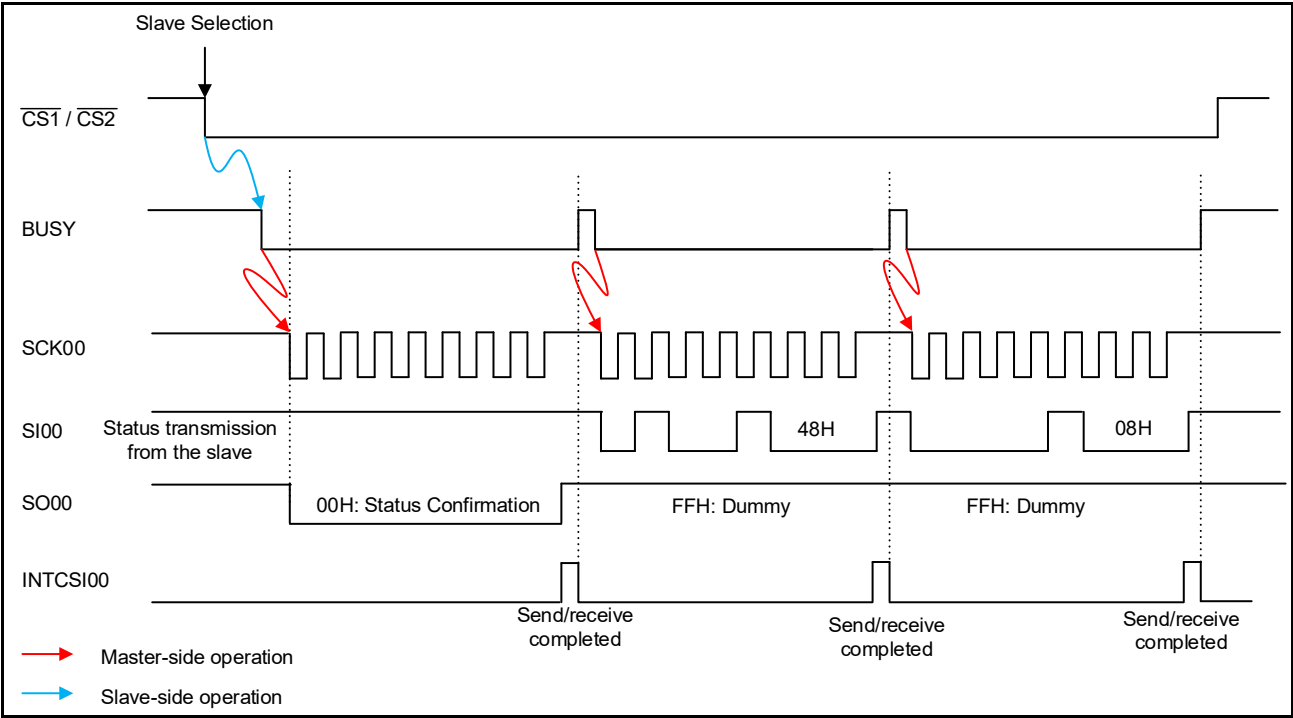 Slave Selection
CS1 / CS2
BUSY
SCK00
SI00
Status transmission
from the slave
48H
08H
SO00
00H: Status Confirmation
FFH: Dummy
FFH: Dummy
INTCSI00
Send/receive
completed
Send/receive
completed
Send/receive
completed
Master-side operation
Slave-side operation